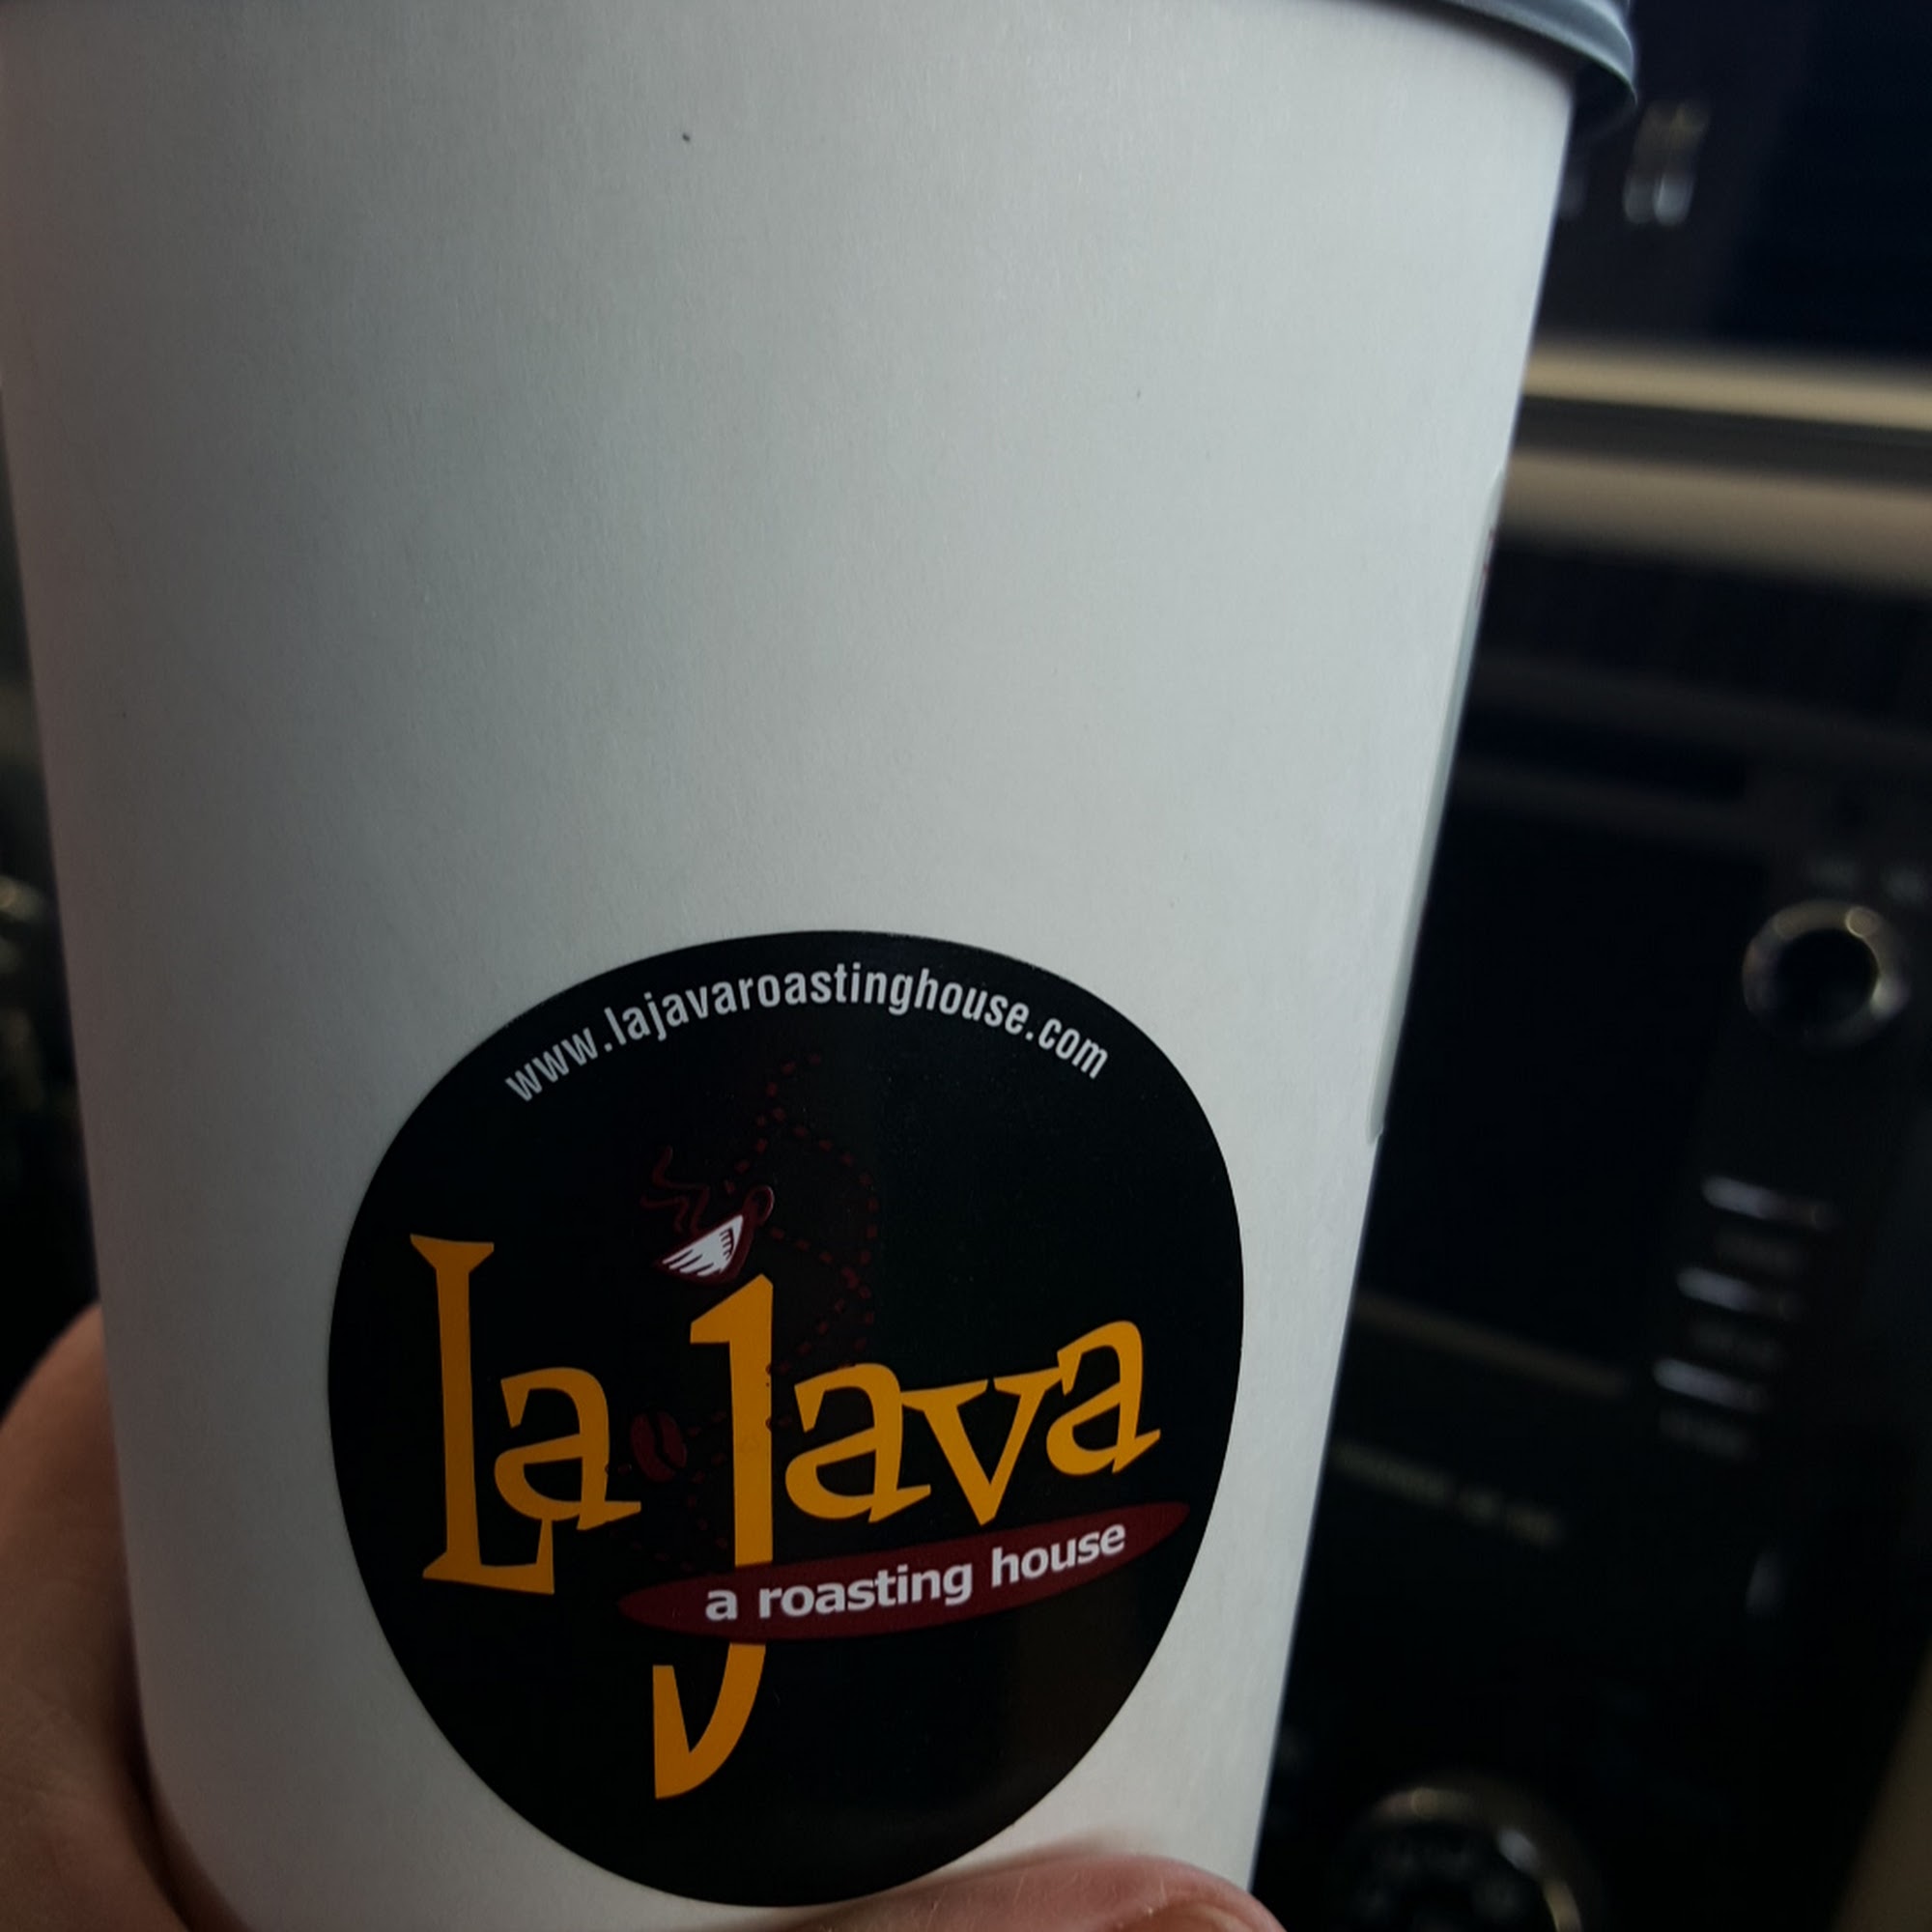 www.lajavaroastinghouse.com
La Java
a roasting house